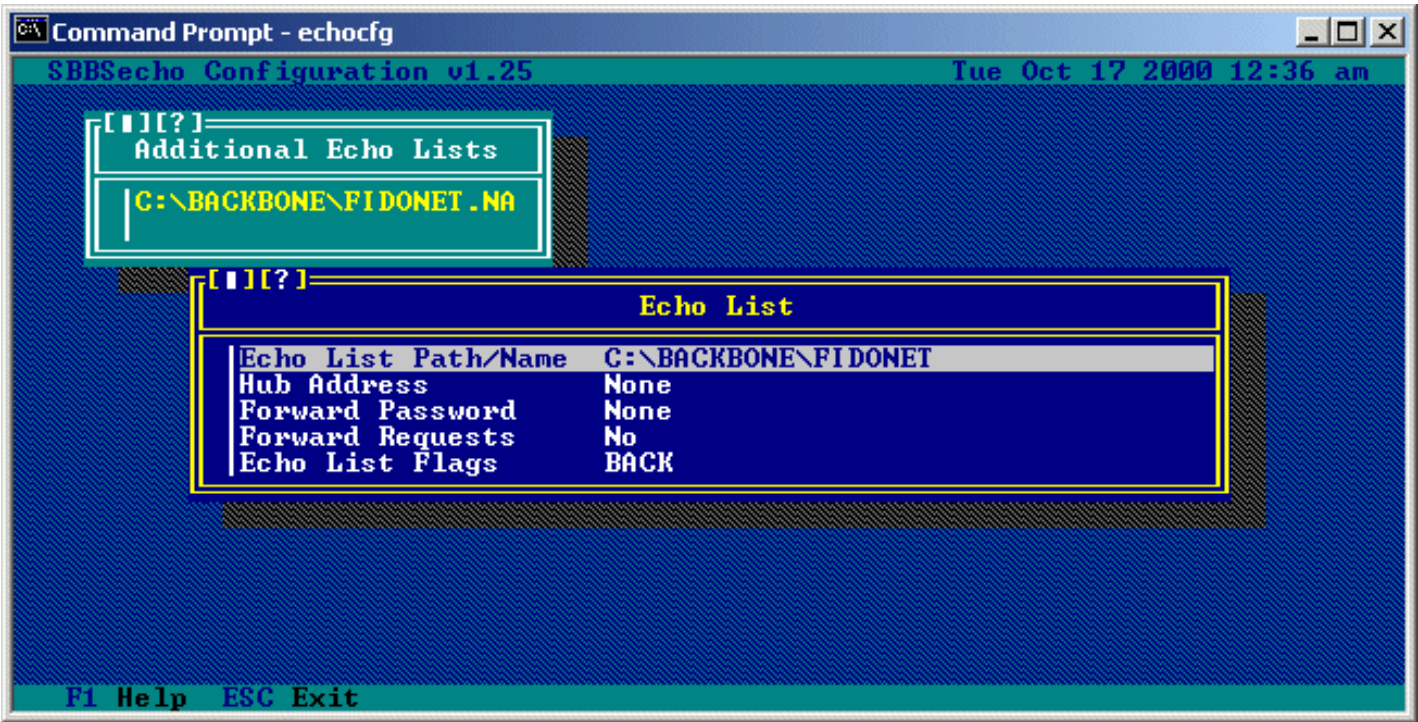 Command Prompt - echocfg
SBBSecho Configuration v1.25 Tue Oct 17 2000 12:36 am
[▮][?]
Additional Echo Lists
C:\BACKBONE\FIDONET.NA
[▮][?]
Echo List
Echo List Path/Name C:\BACKBONE\FIDONET
Hub Address None
Forward Password None
Forward Requests No
Echo List Flags BACK
F1 Help ESC Exit